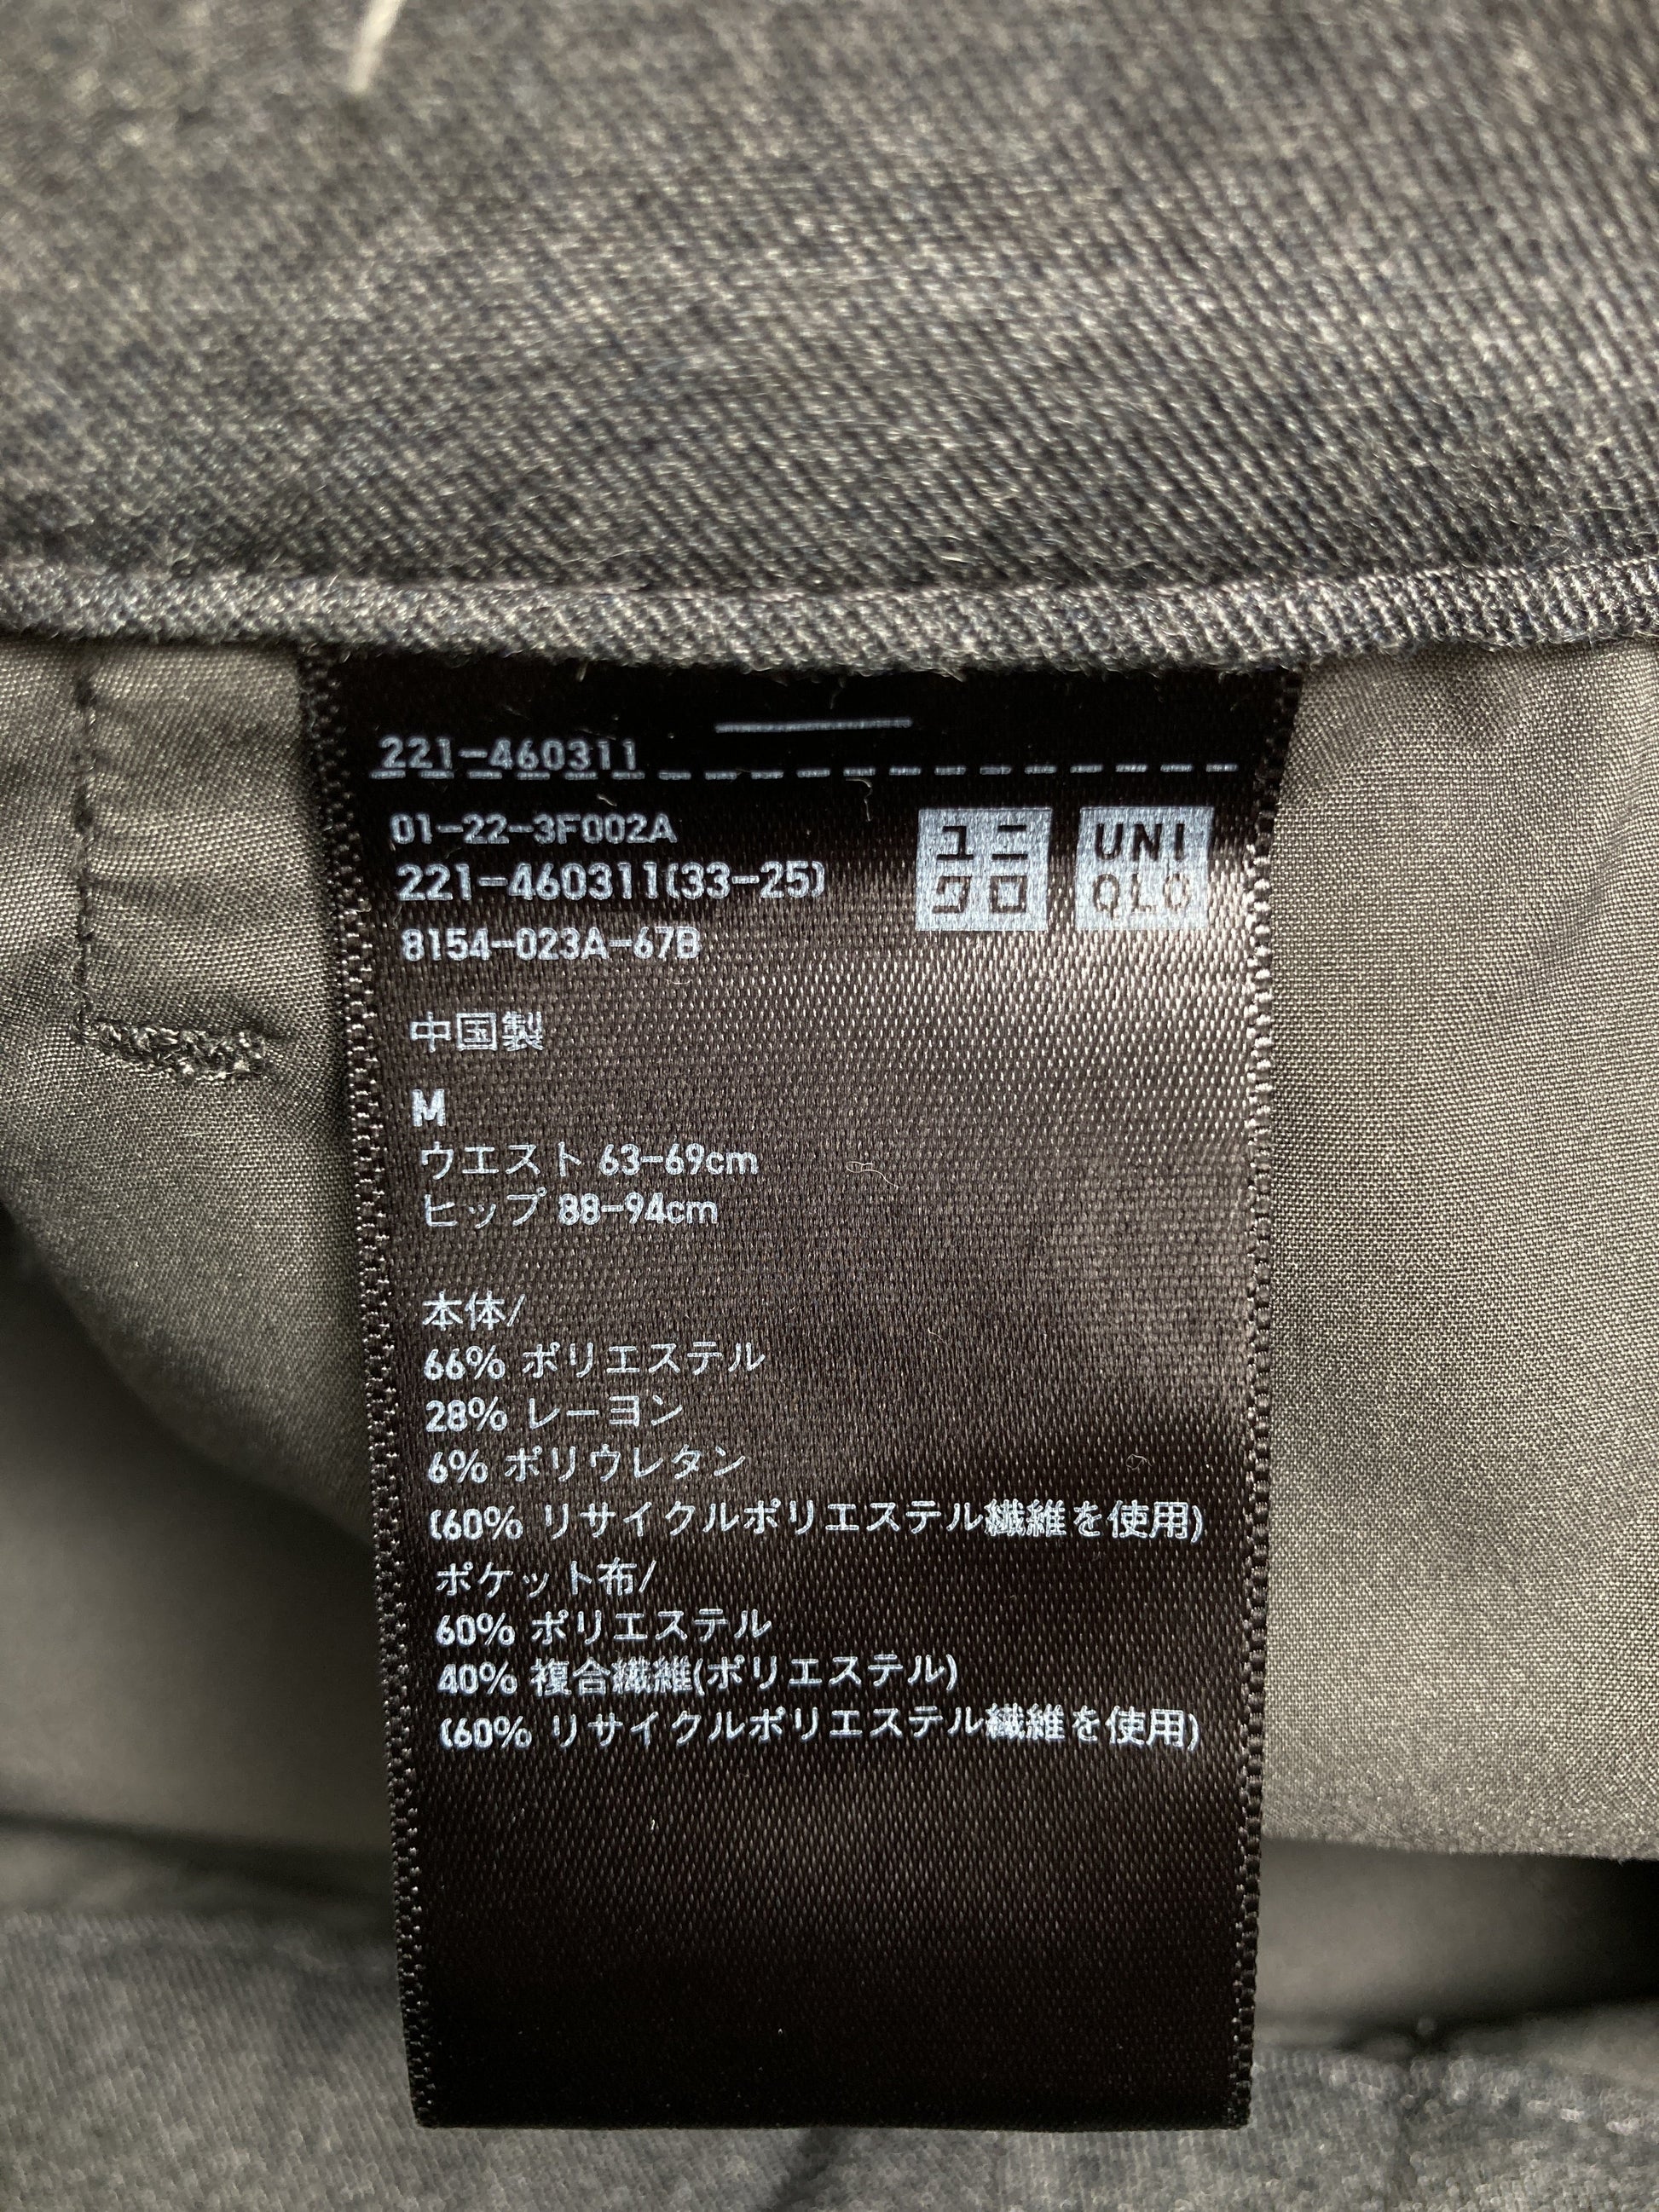 221-460311
01-22-3F002A
221-460311(33-25)
8154-023A-67B
ユニ
クロ
UNI
QLO
中国製
M
ウエスト 63-69cm
ヒップ 88-94cm
本体/
66% ポリエステル
28% レーヨン
6% ポリウレタン
(60% リサイクルポリエステル繊維を使用)
ポケット布/
60% ポリエステル
40% 複合繊維(ポリエステル)
(60% リサイクルポリエステル繊維を使用)